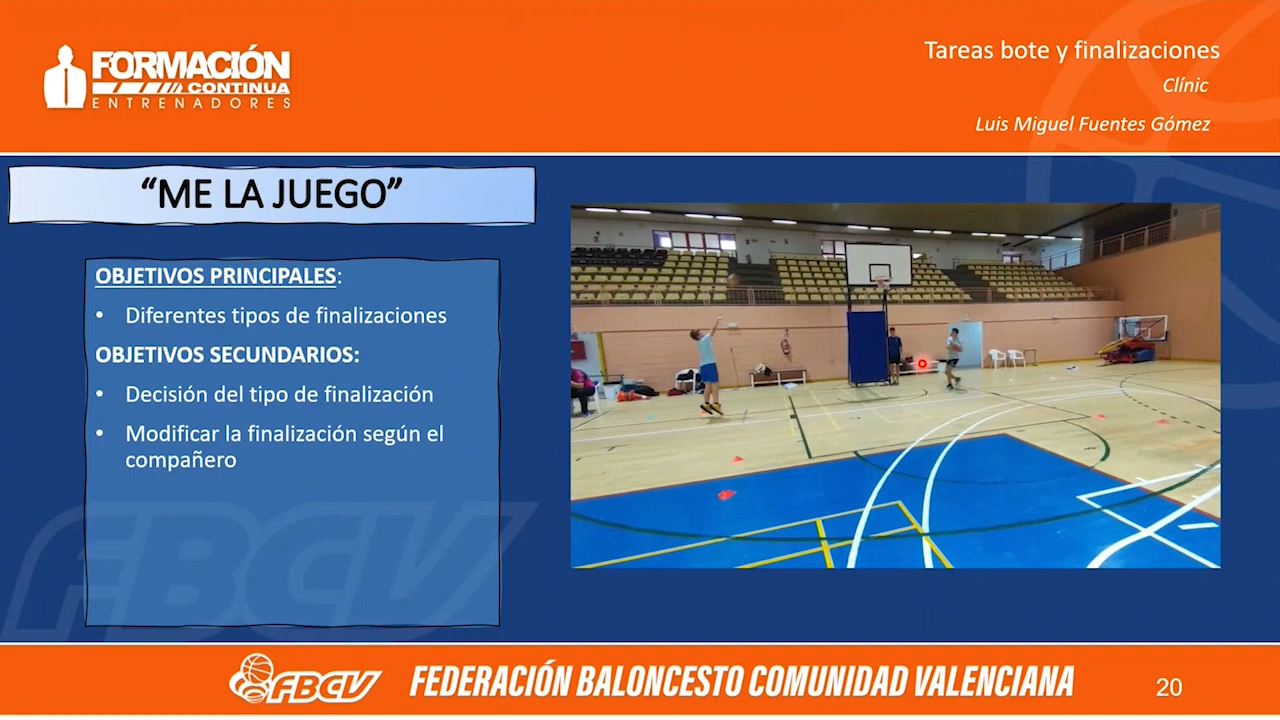 FORMACIÓN
CONTINUA
ENTRENADORES
Tareas bote y finalizaciones
Clínic
Luis Miguel Fuentes Gómez
“ME LA JUEGO”
OBJETIVOS PRINCIPALES:
• Diferentes tipos de finalizaciones
OBJETIVOS SECUNDARIOS:
• Decisión del tipo de finalización
• Modificar la finalización según el
compañero
FBCV
FBCV
FEDERACIÓN BALONCESTO COMUNIDAD VALENCIANA
20